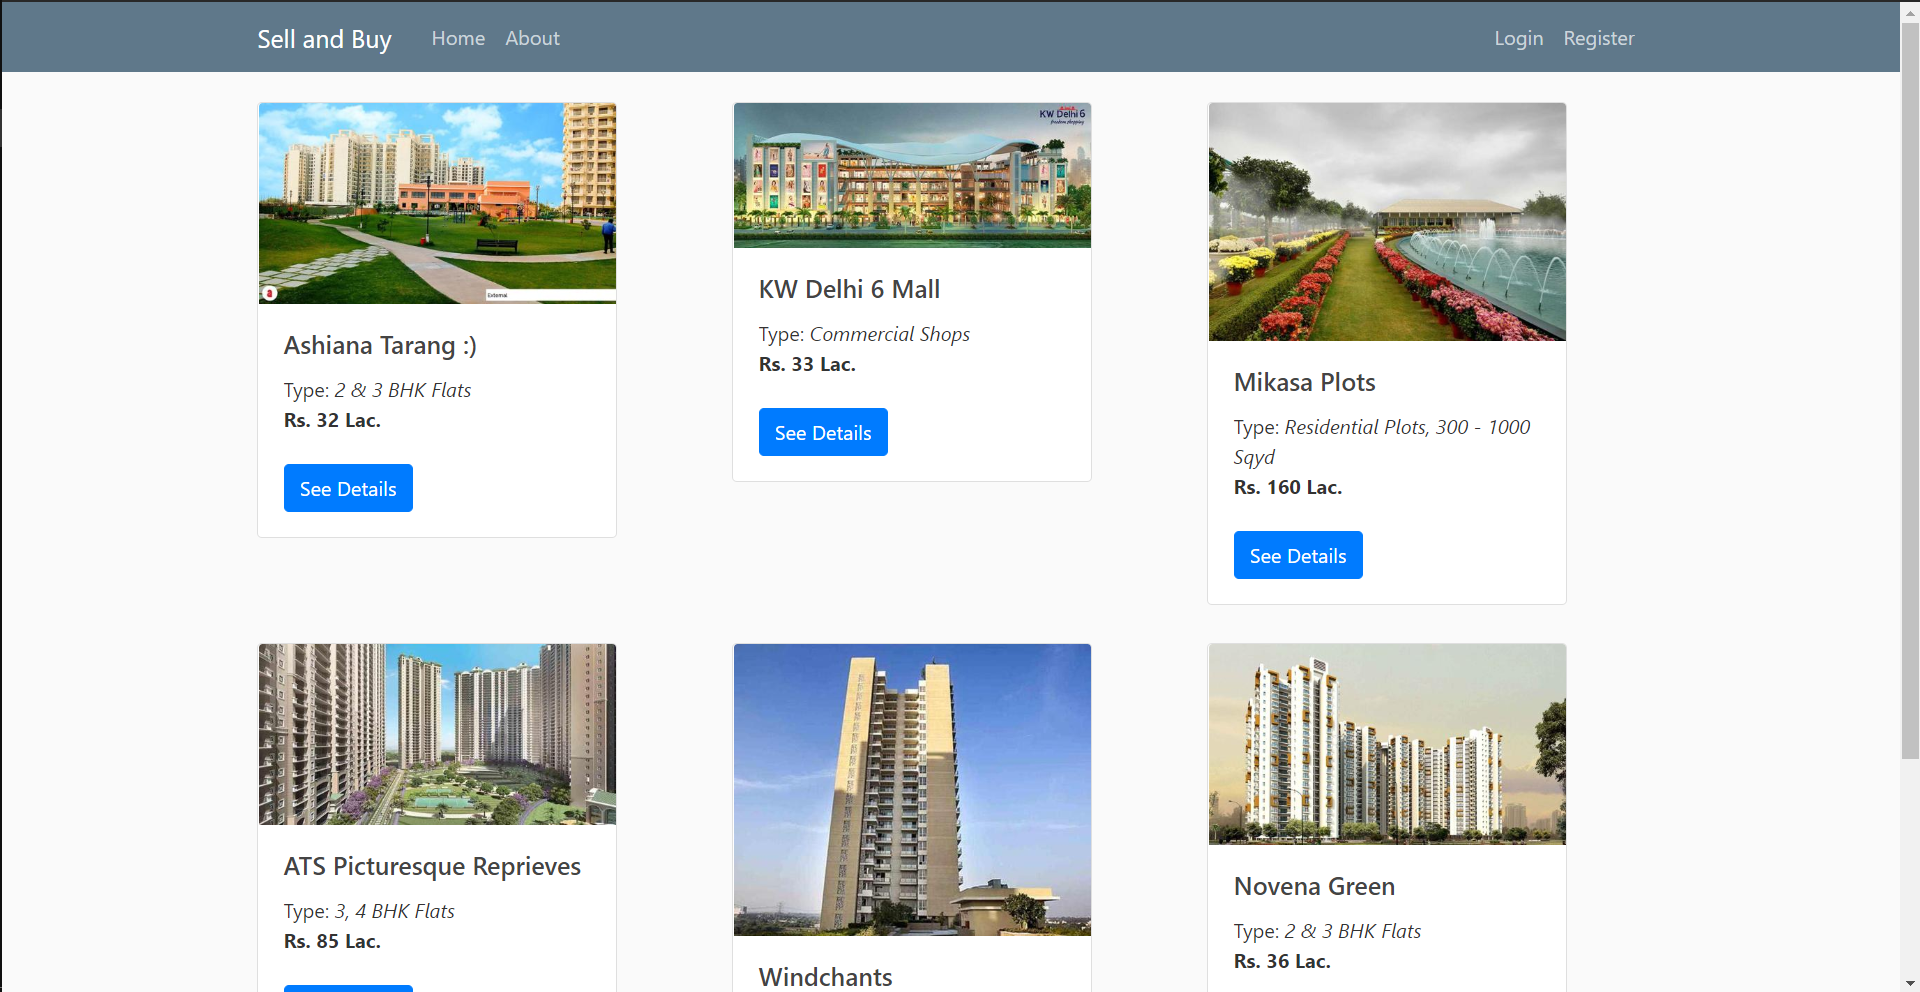 Sell and Buy Home About Login Register
KW Delhi 6
External
Ashiana Tarang :)
Type: 2 & 3 BHK Flats
Rs. 32 Lac.
See Details
KW Delhi 6 Mall
Type: Commercial Shops
Rs. 33 Lac.
See Details
Mikasa Plots
Type: Residential Plots, 300 - 1000
Sqyd
Rs. 160 Lac.
See Details
ATS Picturesque Reprieves
Type: 3, 4 BHK Flats
Rs. 85 Lac.
Windchants
Novena Green
Type: 2 & 3 BHK Flats
Rs. 36 Lac.